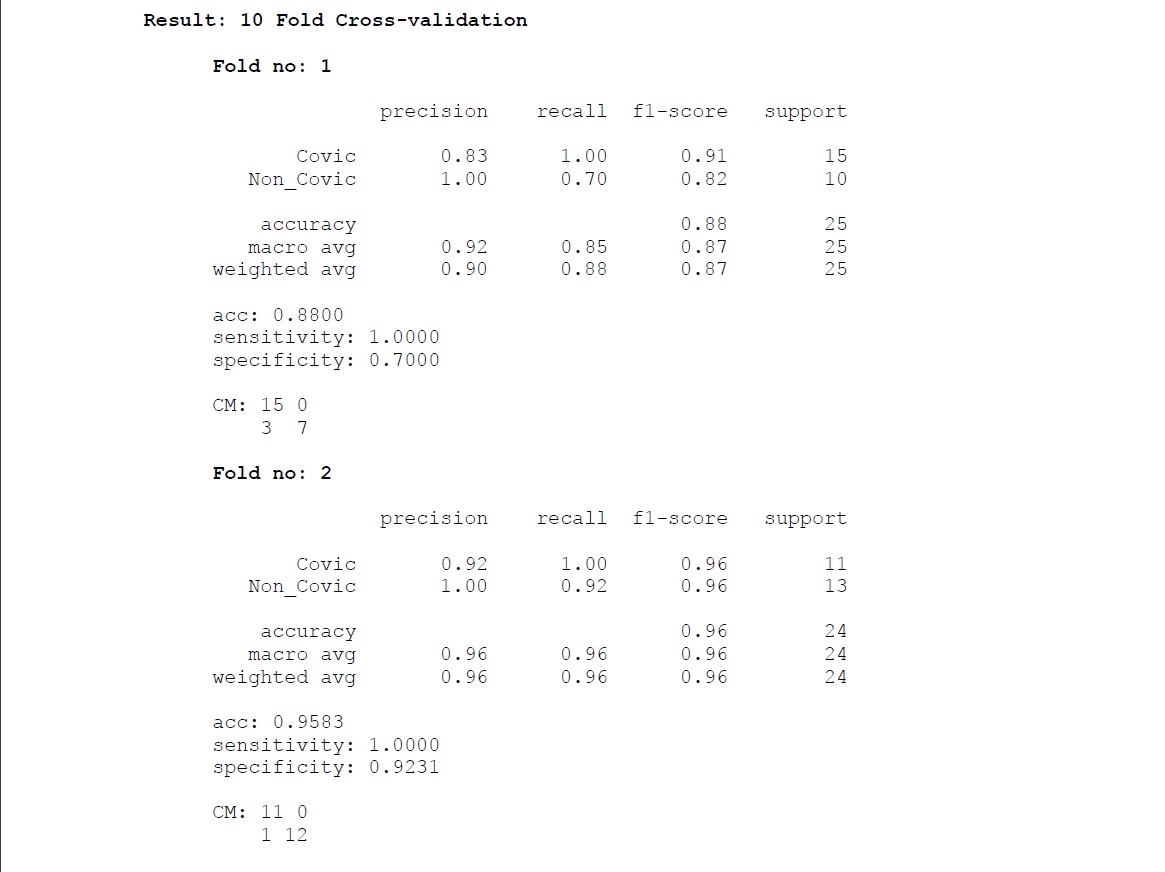 Result: 10 Fold Cross-validation
Fold no: 1
precision recall f1-score support
Covic 0.83 1.00 0.91 15
Non_Covic 1.00 0.70 0.82 10
accuracy 0.88 25
macro avg 0.92 0.85 0.87 25
weighted avg 0.90 0.88 0.87 25
acc: 0.8800
sensitivity: 1.0000
specificity: 0.7000
CM: 15 0
3 7
Fold no: 2
precision recall f1-score support
Covic 0.92 1.00 0.96 11
Non_Covic 1.00 0.92 0.96 13
accuracy 0.96 24
macro avg 0.96 0.96 0.96 24
weighted avg 0.96 0.96 0.96 24
acc: 0.9583
sensitivity: 1.0000
specificity: 0.9231
CM: 11 0
1 12